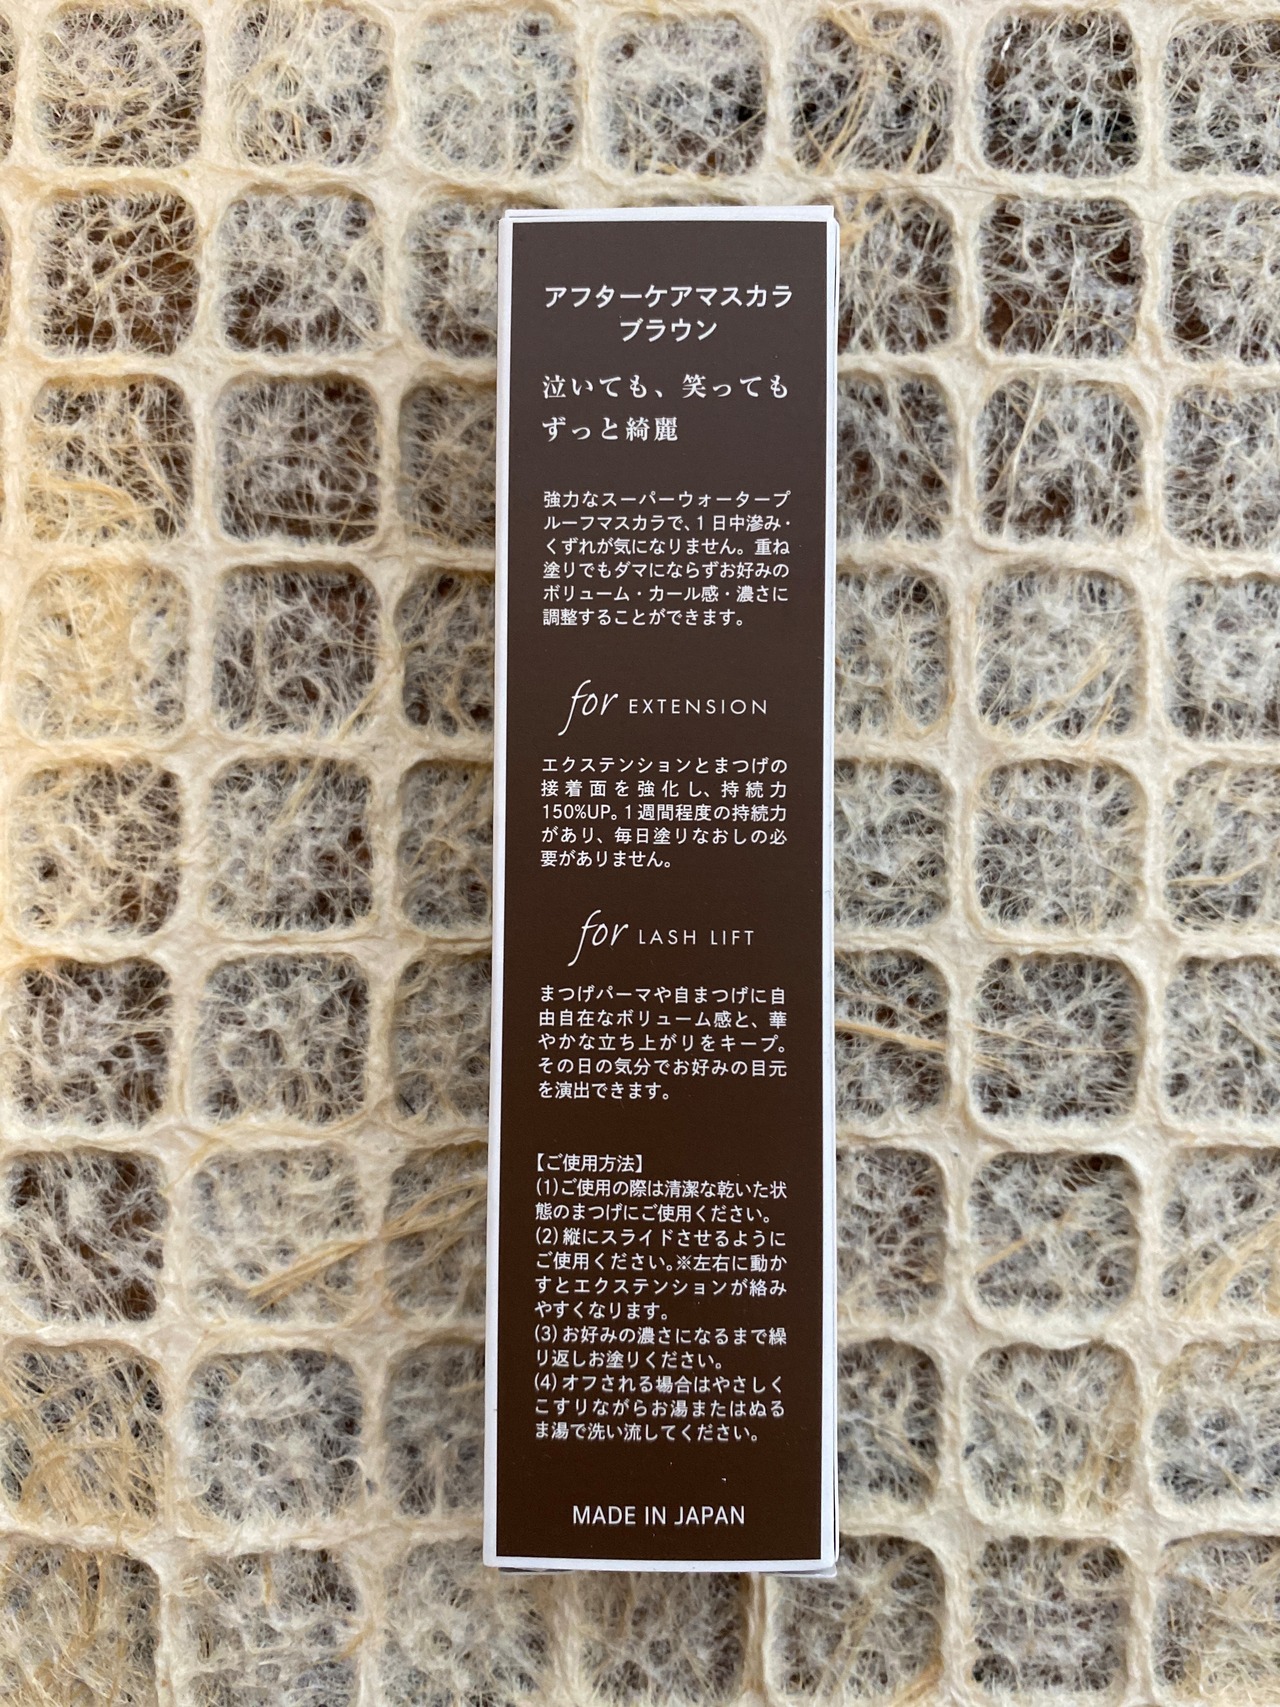 アフターケアマスカラ
ブラウン
泣いても、笑っても
ずっと綺麗
強力なスーパーウォータープ
ルーフマスカラで、1日中滲み・
くずれが気になりません。重ね
塗りでもダマにならずお好みの
ボリューム・カール感・濃さに
調整することができます。
for EXTENSION
エクステンションとまつげの
接着面を強化し、持続力
150%UP。1週間程度の持続力
があり、毎日塗りなおしの必
要がありません。
for LASH LIFT
まつげパーマや自まつげに自
由自在なボリューム感と、華
やかな立ち上がりをキープ。
その日の気分でお好みの目元
を演出できます。
【ご使用方法】
(1)ご使用の際は清潔な乾いた状
態のまつげにご使用ください。
(2)縦にスライドさせるように
ご使用ください。※左右に動か
すとエクステンションが絡み
やすくなります。
(3)お好みの濃さになるまで繰
り返しお塗りください。
(4)オフされる場合はやさしく
こすりながらお湯またはぬる
ま湯で洗い流してください。
MADE IN JAPAN